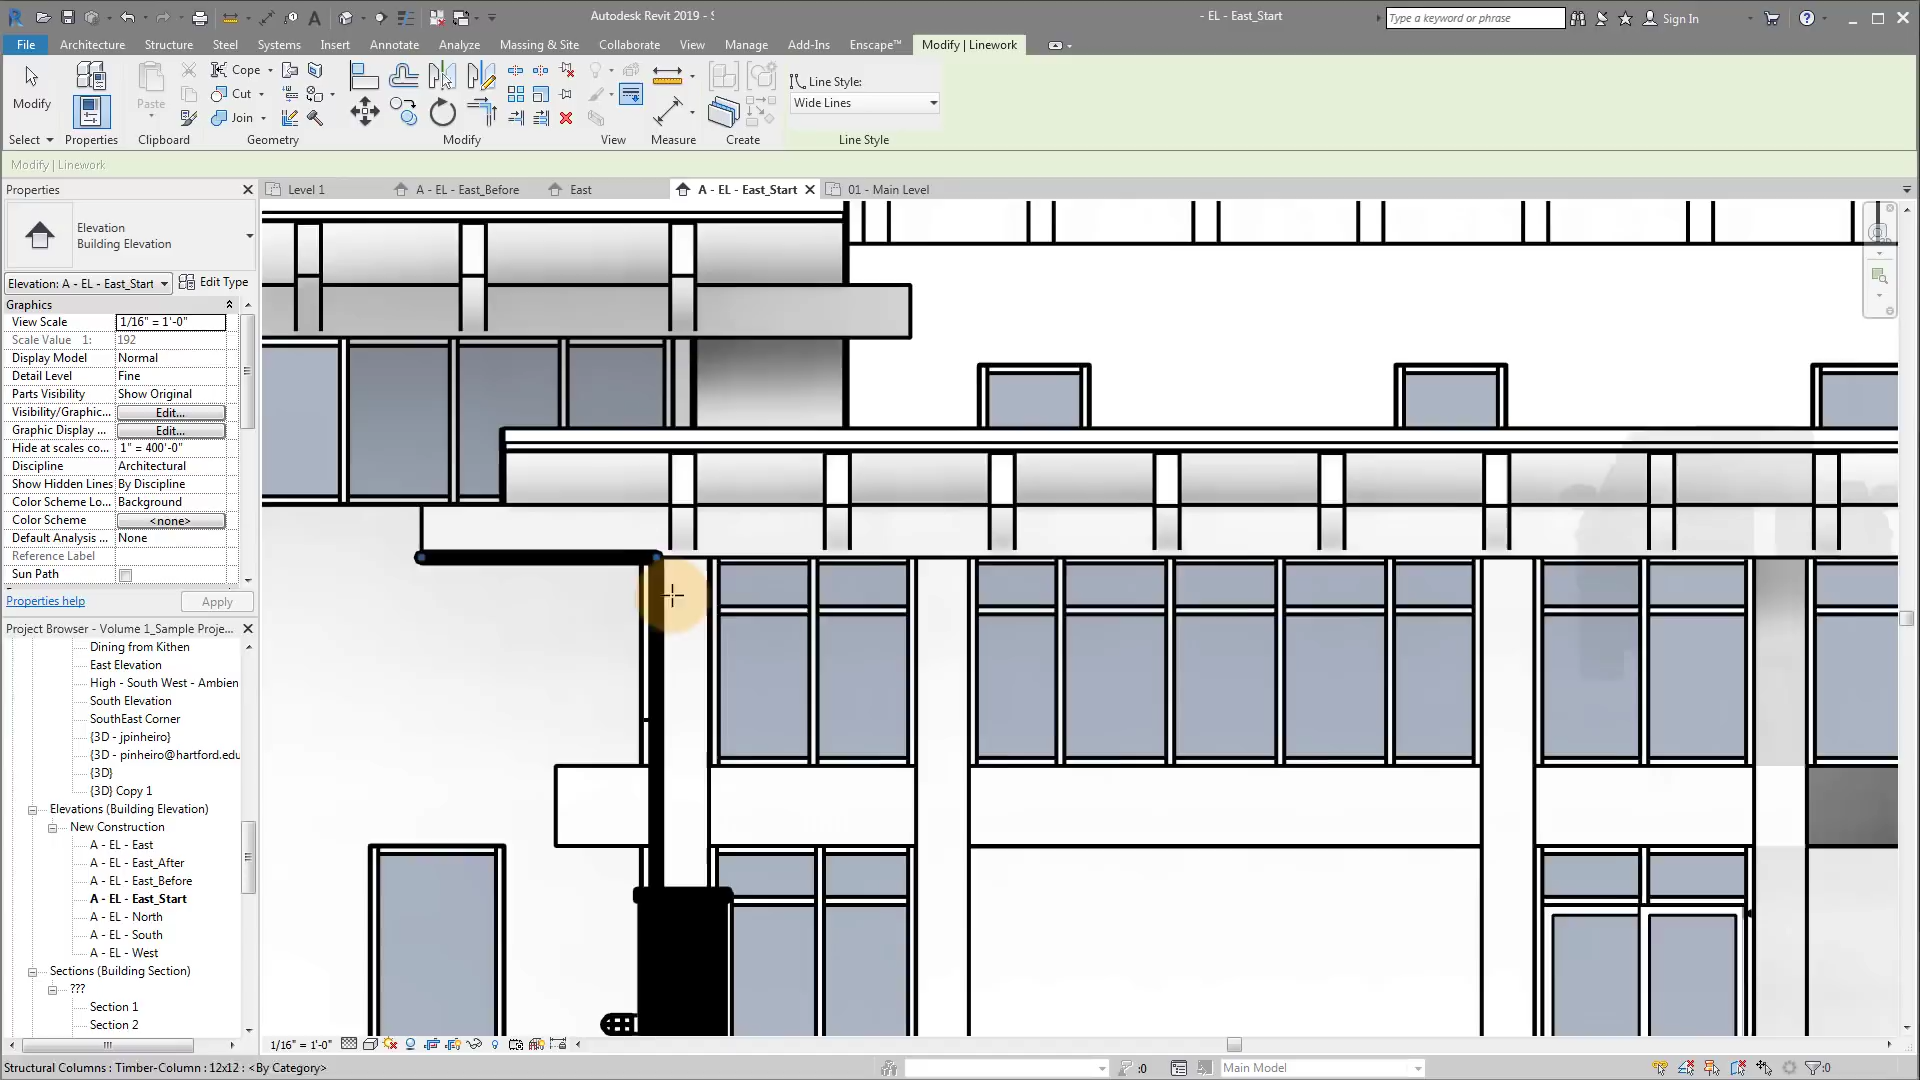 Autodesk Revit 2019 - S
- EL - East_Start
Type a keyword or phrase
Sign In
File
Architecture
Structure
Steel
Systems
Insert
Annotate
Analyze
Massing & Site
Collaborate
View
Manage
Add-Ins
Enscape™
Modify | Linework
Modify
Paste
Cope
Cut
Join
Line Style:
Wide Lines
Select
Properties
Clipboard
Geometry
Modify
View
Measure
Create
Line Style
Modify | Linework
Properties
Level 1
A - EL - East_Before
East
A - EL - East_Start
01 - Main Level
Elevation
Building Elevation
Elevation: A - EL - East_Start
Edit Type
Graphics
View Scale 1/16" = 1'-0"
Scale Value 1: 192
Display Model Normal
Detail Level Fine
Parts Visibility Show Original
Visibility/Graphic... Edit...
Graphic Display ... Edit...
Hide at scales co... 1" = 400'-0"
Discipline Architectural
Show Hidden Lines By Discipline
Color Scheme Lo... Background
Color Scheme <none>
Default Analysis ... None
Reference Label
Sun Path
Properties help
Apply
Project Browser - Volume 1_Sample Proje...
Dining from Kithen
East Elevation
High - South West - Ambien
South Elevation
SouthEast Corner
{3D - jpinheiro}
{3D - pinheiro@hartford.edu
{3D}
{3D} Copy 1
Elevations (Building Elevation)
New Construction
A - EL - East
A - EL - East_After
A - EL - East_Before
A - EL - East_Start
A - EL - North
A - EL - South
A - EL - West
Sections (Building Section)
???
Section 1
Section 2
1/16" = 1'-0"
Structural Columns : Timber-Column : 12x12 : <By Category>
:0
Main Model
:0